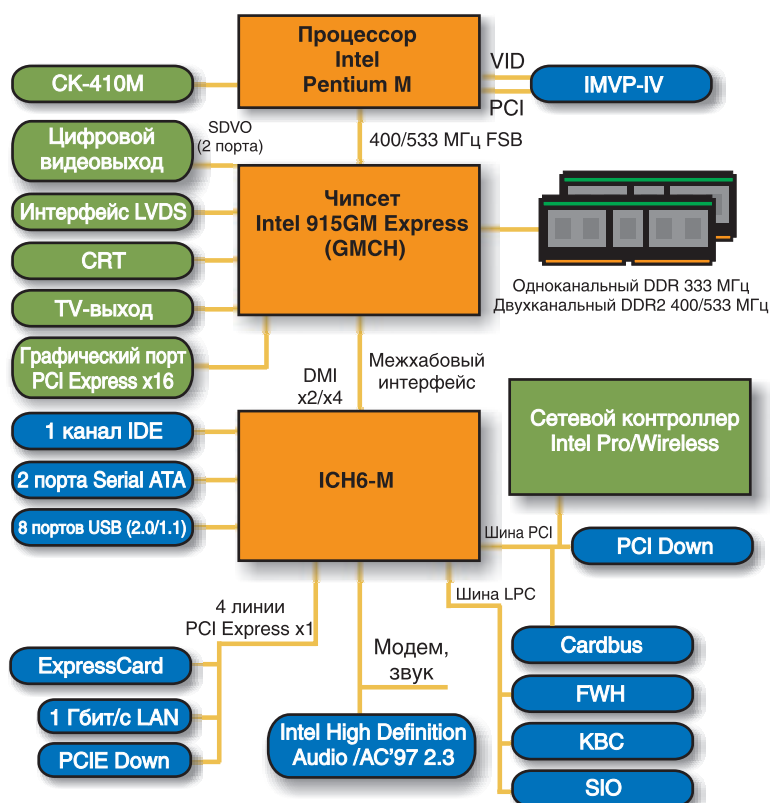 Процессор
Intel
Pentium M
VID
PCI
IMVP-IV
CK-410M
SDVO
(2 порта)
400/533 МГц FSB
Цифровой
видеовыход
Интерфейс LVDS
CRT
TV-выход
Графический порт
PCI Express x16
Чипсет
Intel 915GM Express
(GMCH)
Одноканальный DDR 333 МГц
Двухканальный DDR2 400/533 МГц
DMI
x2/x4
Межхабовый
интерфейс
1 канал IDE
2 порта Serial ATA
8 портов USB (2.0/1.1)
ICH6-M
Сетевой контроллер
Intel Pro/Wireless
Шина PCI
PCI Down
Шина LPC
4 линии
PCI Express x1
Модем,
звук
ExpressCard
1 Гбит/с LAN
PCIE Down
Intel High Definition
Audio /AC’97 2.3
Cardbus
FWH
KBC
SIO